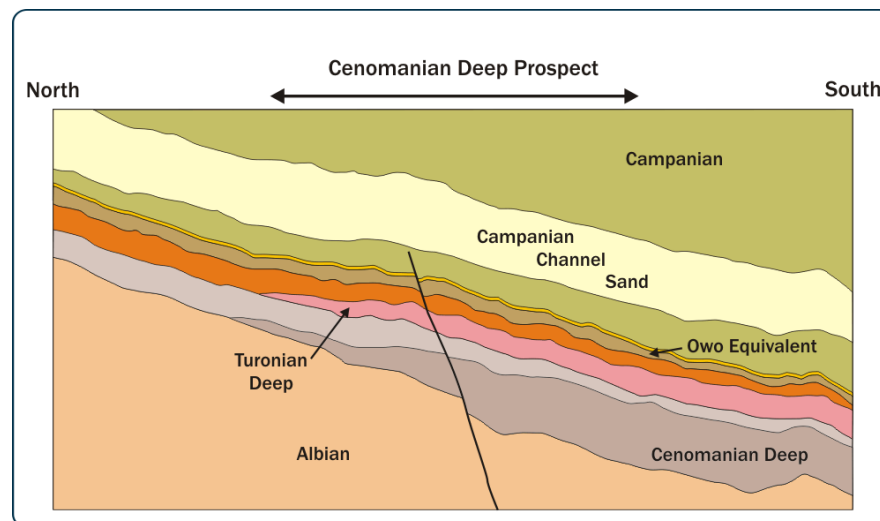 Cenomanian Deep Prospect
North
South
Campanian
Campanian
Channel
Sand
Owo Equivalent
Turonian
Deep
Albian
Cenomanian Deep